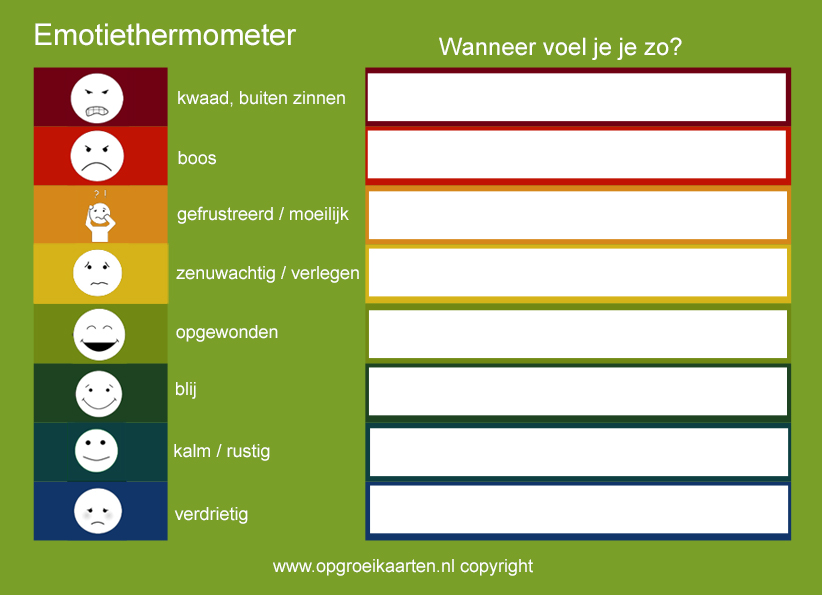 Emotiethermometer
Wanneer voel je je zo?
kwaad, buiten zinnen
boos
? !
gefrustreerd / moeilijk
zenuwachtig / verlegen
opgewonden
blij
kalm / rustig
verdrietig
www.opgroeikaarten.nl copyright